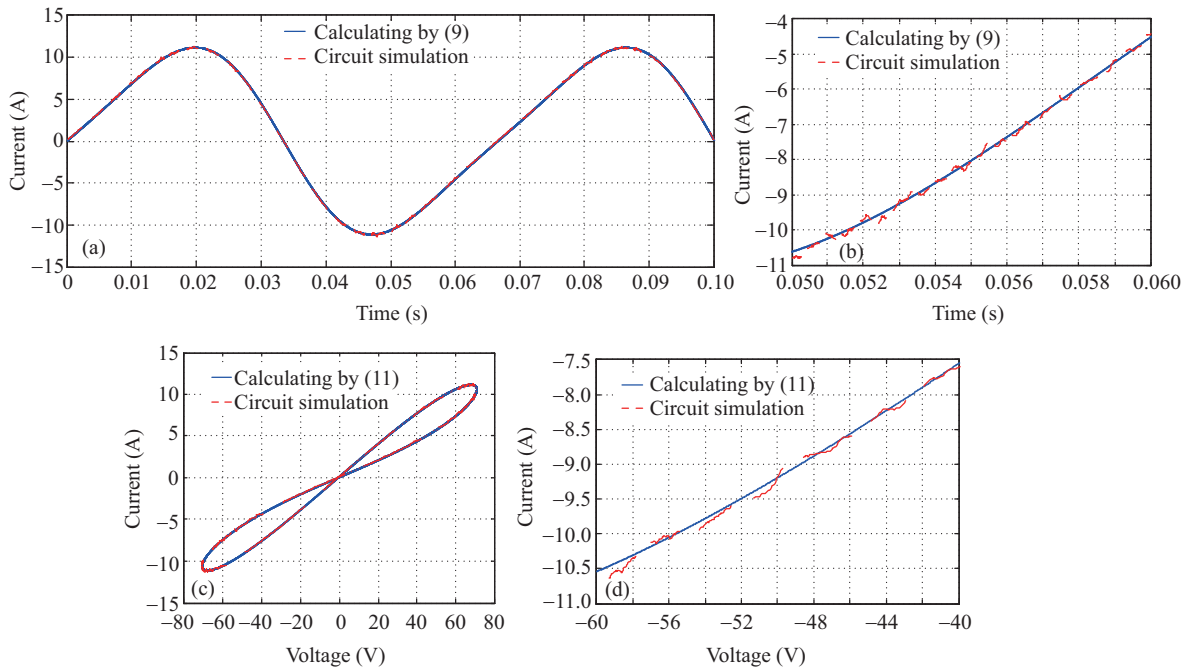 15
10
5
0
−5
−10
−15
Current (A)
Calculating by (9)
Circuit simulation
(a)
0 0.01 0.02 0.03 0.04 0.05 0.06 0.07 0.08 0.09 0.10
Time (s)
−4
−5
−6
−7
−8
−9
−10
−11
Current (A)
Calculating by (9)
Circuit simulation
(b)
0.050 0.052 0.054 0.056 0.058 0.060
Time (s)
15
10
5
0
−5
−10
−15
Current (A)
Calculating by (11)
Circuit simulation
(c)
−80 −60 −40 −20 0 20 40 60 80
Voltage (V)
−7.5
−8.0
−8.5
−9.0
−9.5
−10.0
−10.5
−11.0
Current (A)
Calculating by (11)
Circuit simulation
(d)
−60 −56 −52 −48 −44 −40
Voltage (V)